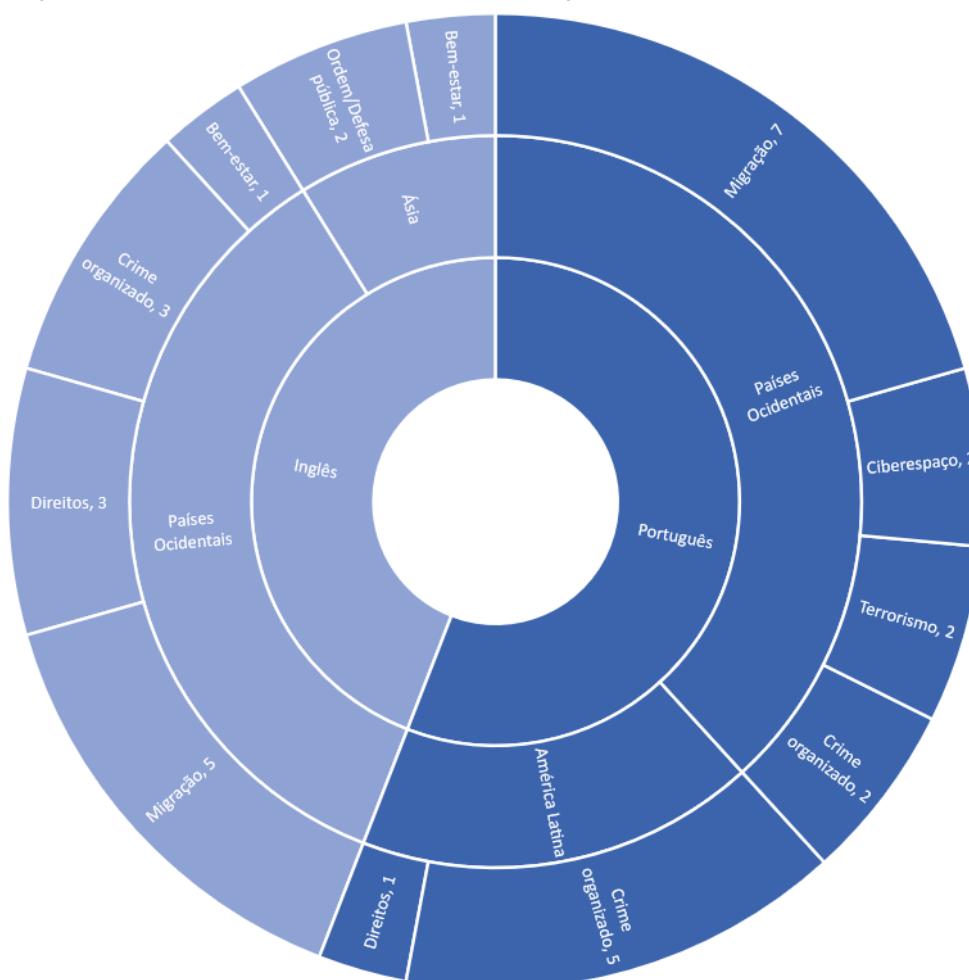 Bem-estar, 1
Ordem/Defesa
pública, 2
Bem-estar, 1
Crime
organizado, 3
Direitos, 3
Migração, 5
Ásia
Países
Ocidentais
Inglês
Migração, 7
Ciberespaço,
Terrorismo, 2
Crime
organizado, 2
Crime
organizado, 5
Direitos, 1
Países
Ocidentais
América Latina
Português